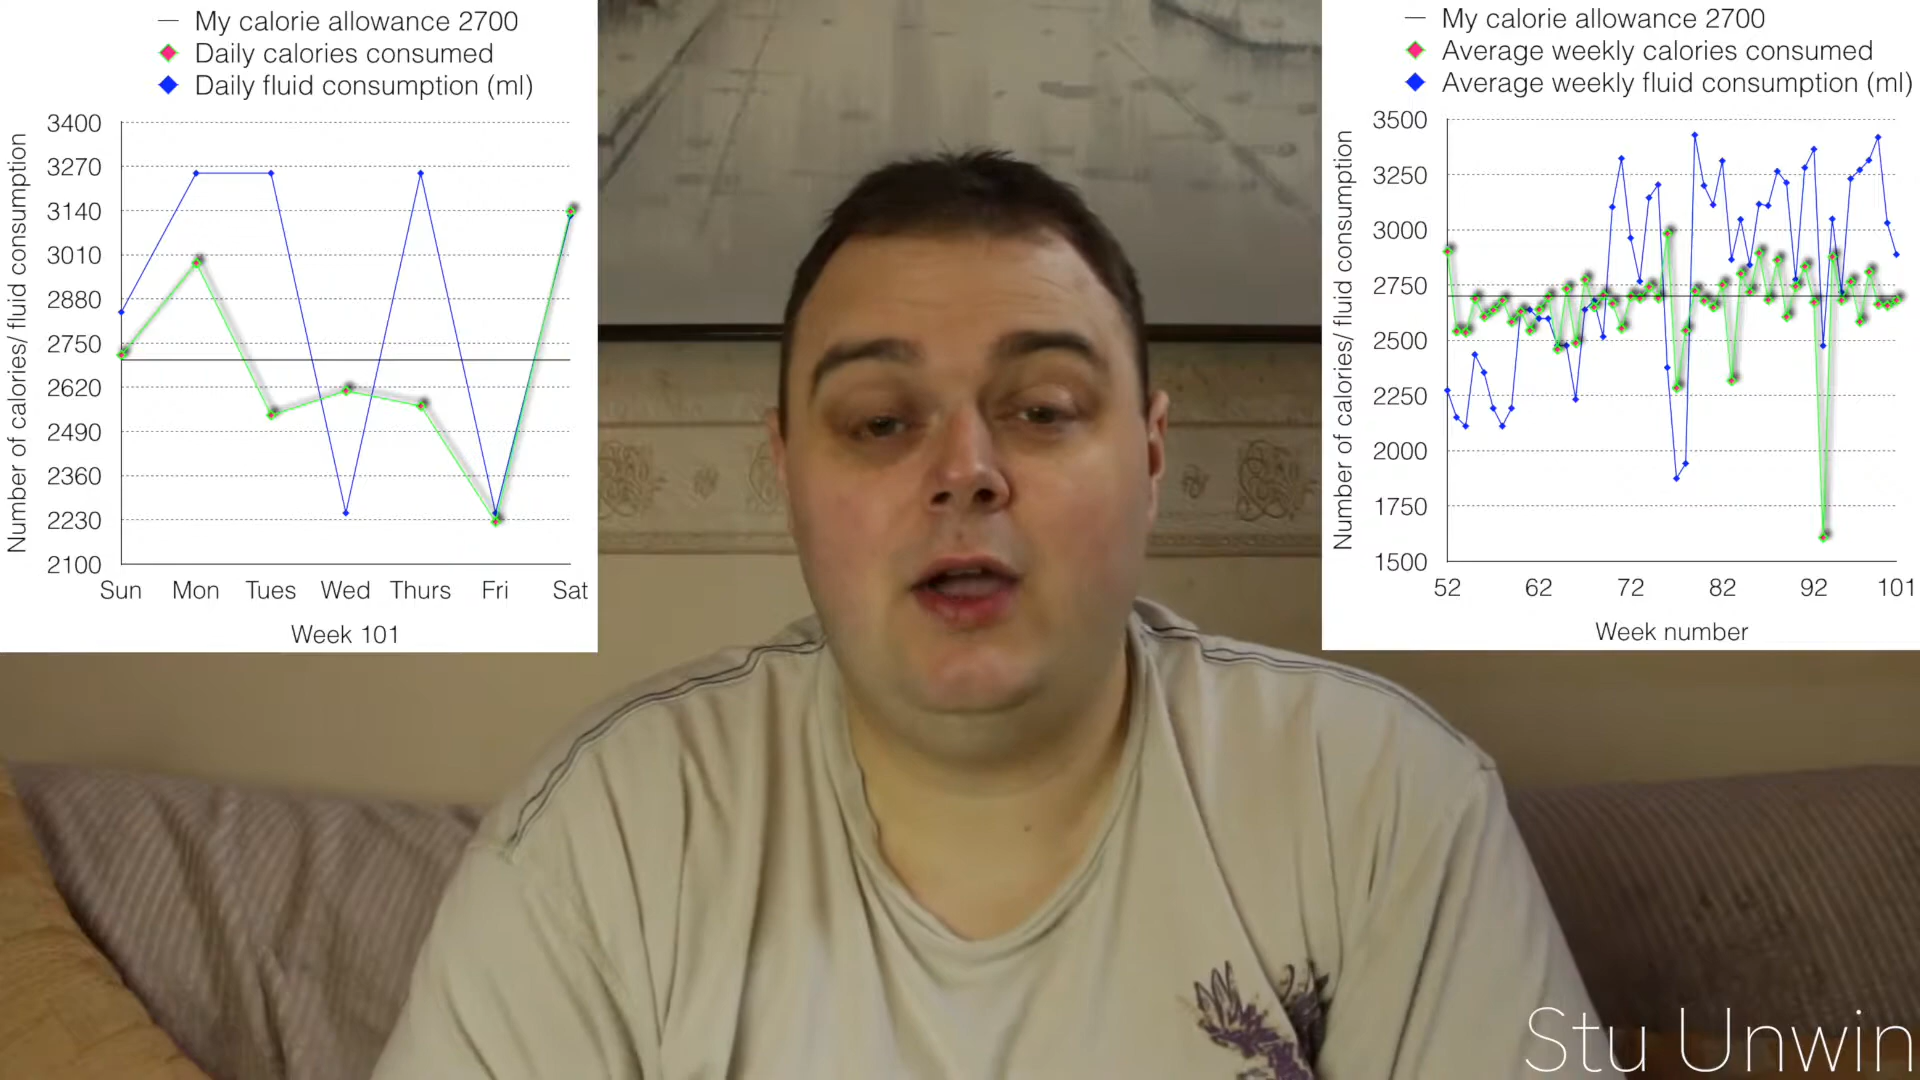 My calorie allowance 2700
Daily calories consumed
Daily fluid consumption (ml)
Number of calories/ fluid consumption
3400
3270
3140
3010
2880
2750
2620
2490
2360
2230
2100
Sun Mon Tues Wed Thurs Fri Sat
Week 101
My calorie allowance 2700
Average weekly calories consumed
Average weekly fluid consumption (ml)
Number of calories/ fluid consumption
3500
3250
3000
2750
2500
2250
2000
1750
1500
52 62 72 82 92 101
Week number
Stu Unwin